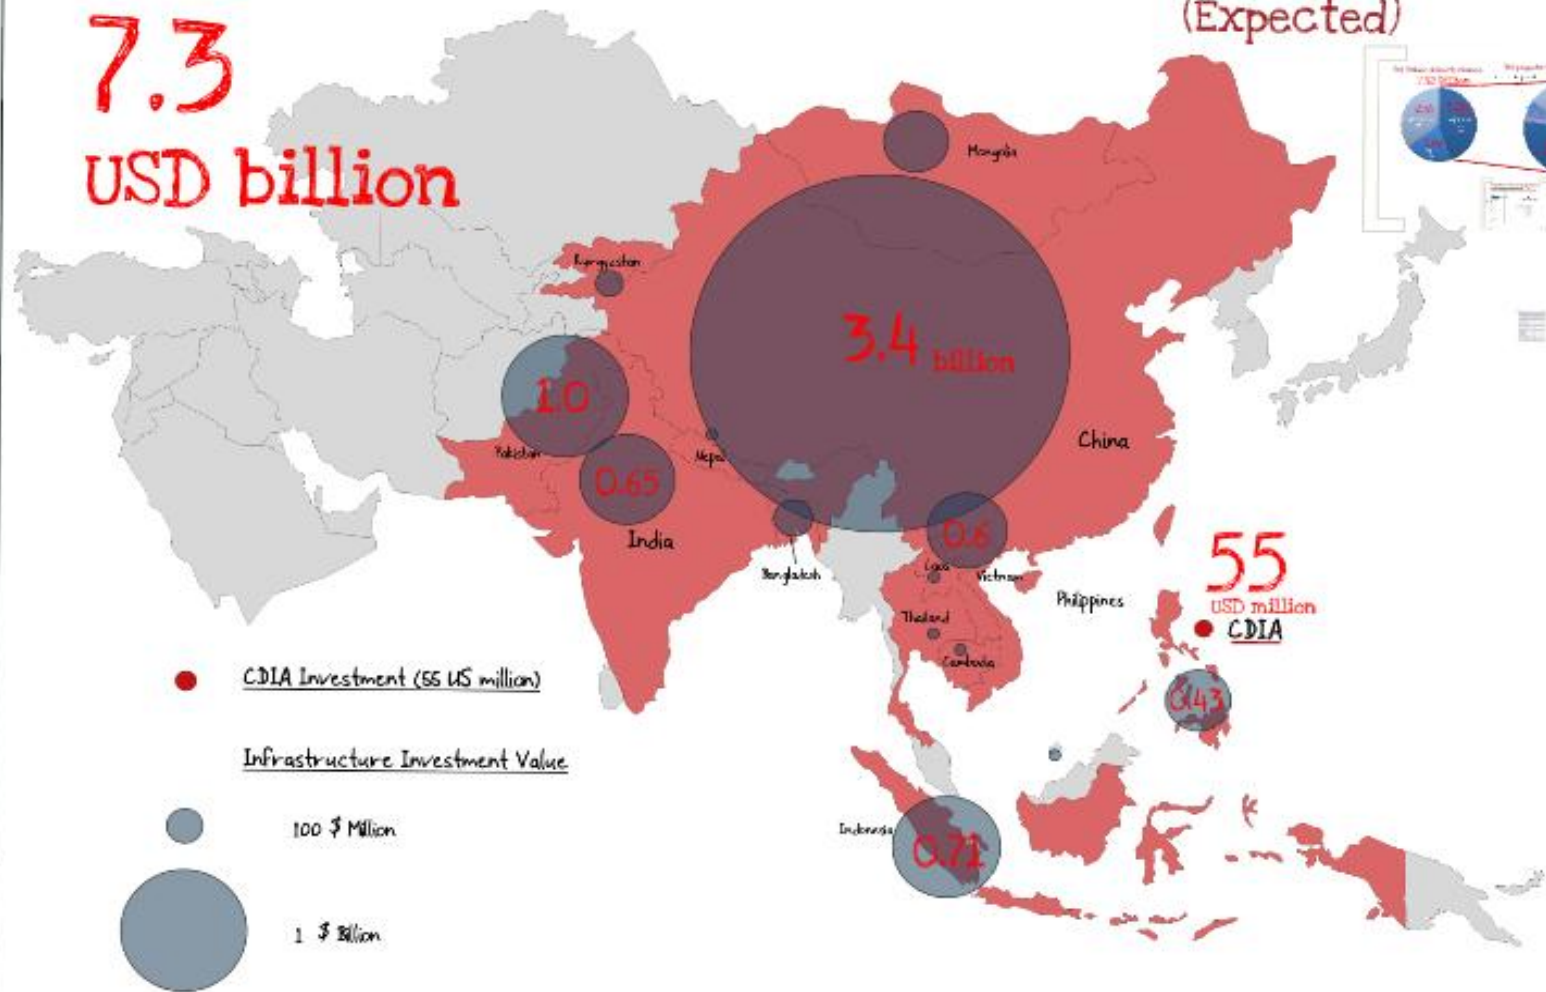 7.3
USD billion
(Expected)
Mongolia
Kyrgyzstan
3.4 billion
1.0
China
Pakistan
Nepal
0.65
India
0.6
Bangladesh
Laos
Vietnam
Philippines
55
USD million
CDIA
Thailand
Cambodia
CDIA Investment (55 US million)
0.43
Infrastructure Investment Value
100 $ Million
Indonesia
0.71
1 $ Billion